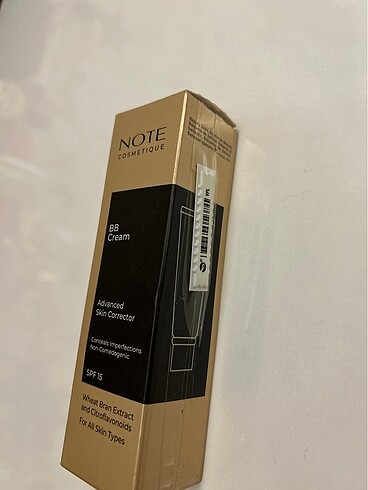 NOTE
COSMETIQUE
BB
Cream
Advanced
Skin Corrector
Conceals Imperfections
Non-Comedogenic
SPF 15
Wheat Bran Extract
and Citroflavonoids
For All Skin Types